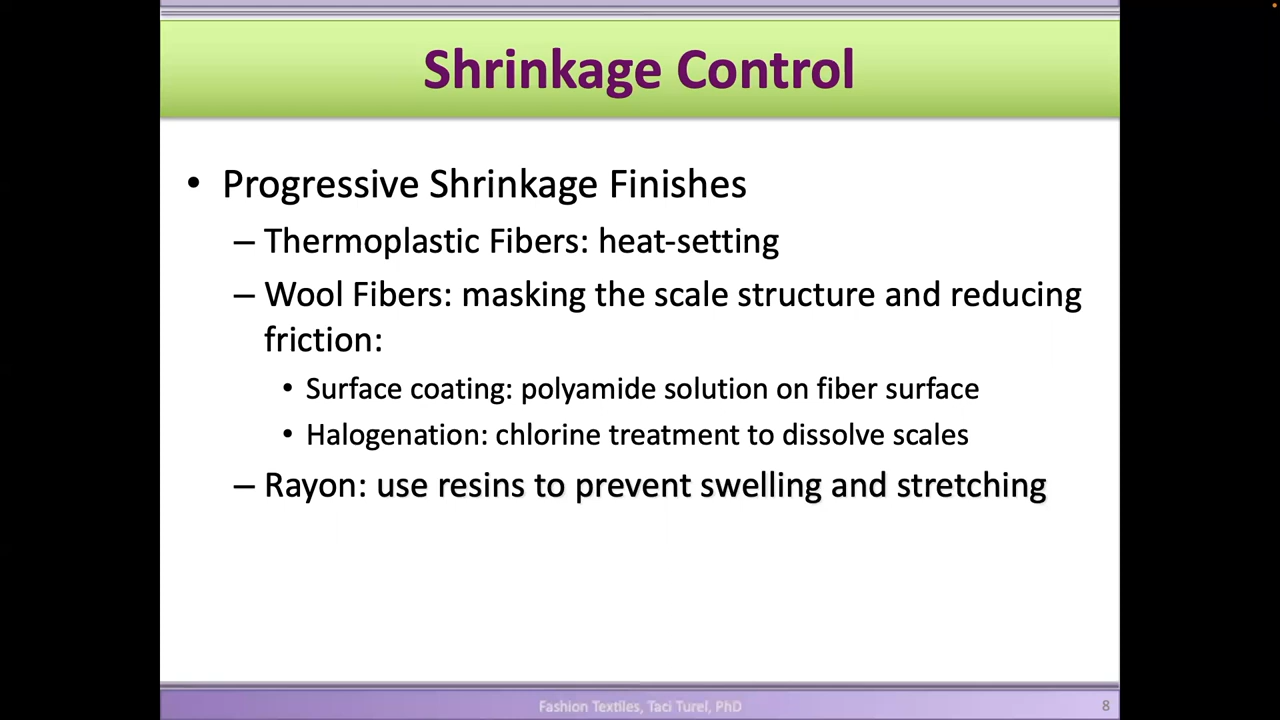 Shrinkage Control
• Progressive Shrinkage Finishes
– Thermoplastic Fibers: heat-setting
– Wool Fibers: masking the scale structure and reducing
friction:
• Surface coating: polyamide solution on fiber surface
• Halogenation: chlorine treatment to dissolve scales
– Rayon: use resins to prevent swelling and stretching
Fashion Textiles, Taci Turel, PhD
8